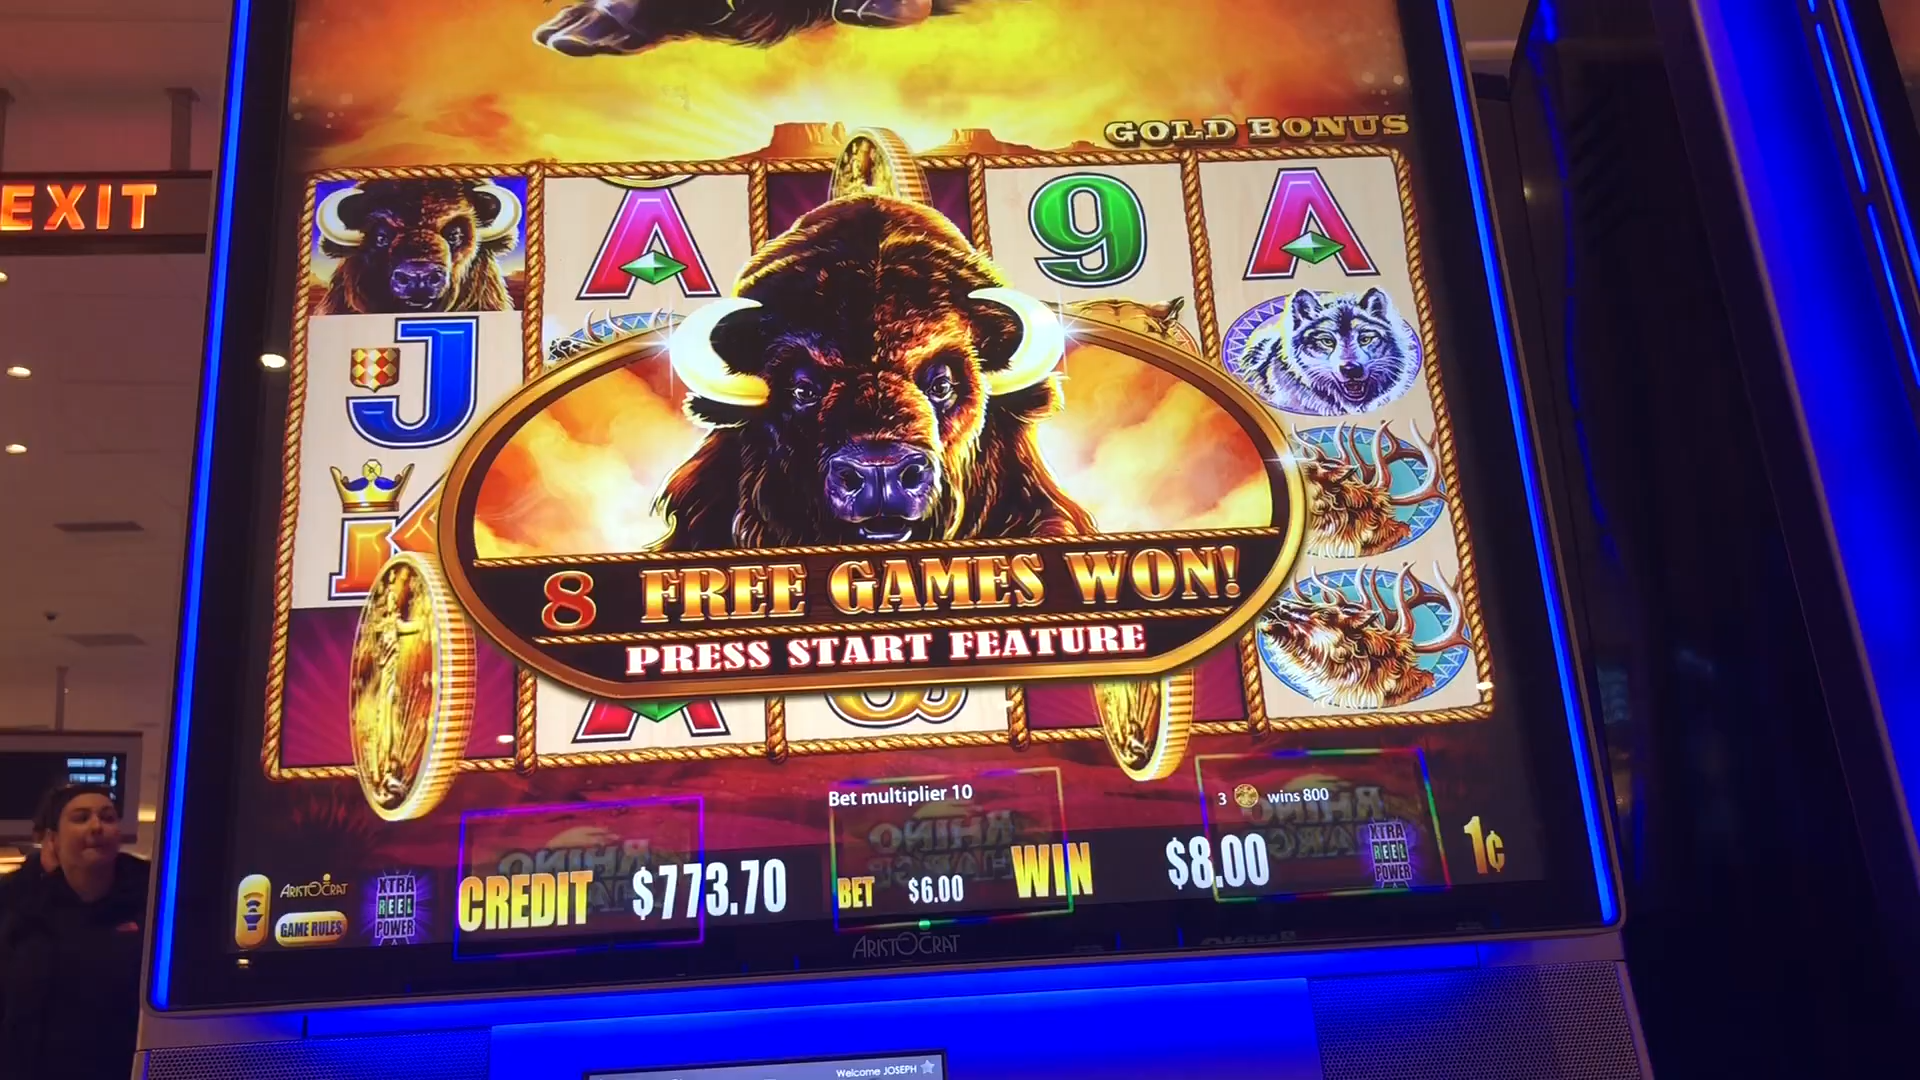 GOLD BONUS
EXIT
A
9
A
J
K
8 FREE GAMES WON!
PRESS START FEATURE
A
Bet multiplier 10
3 wins 800
ARISTOCRAT
GAME RULES
XTRA
REEL
POWER
CREDIT $773.70
BET $6.00
WIN $8.00
XTRA
REEL
POWER
1¢
ARISTOCRAT
Welcome JOSEPH